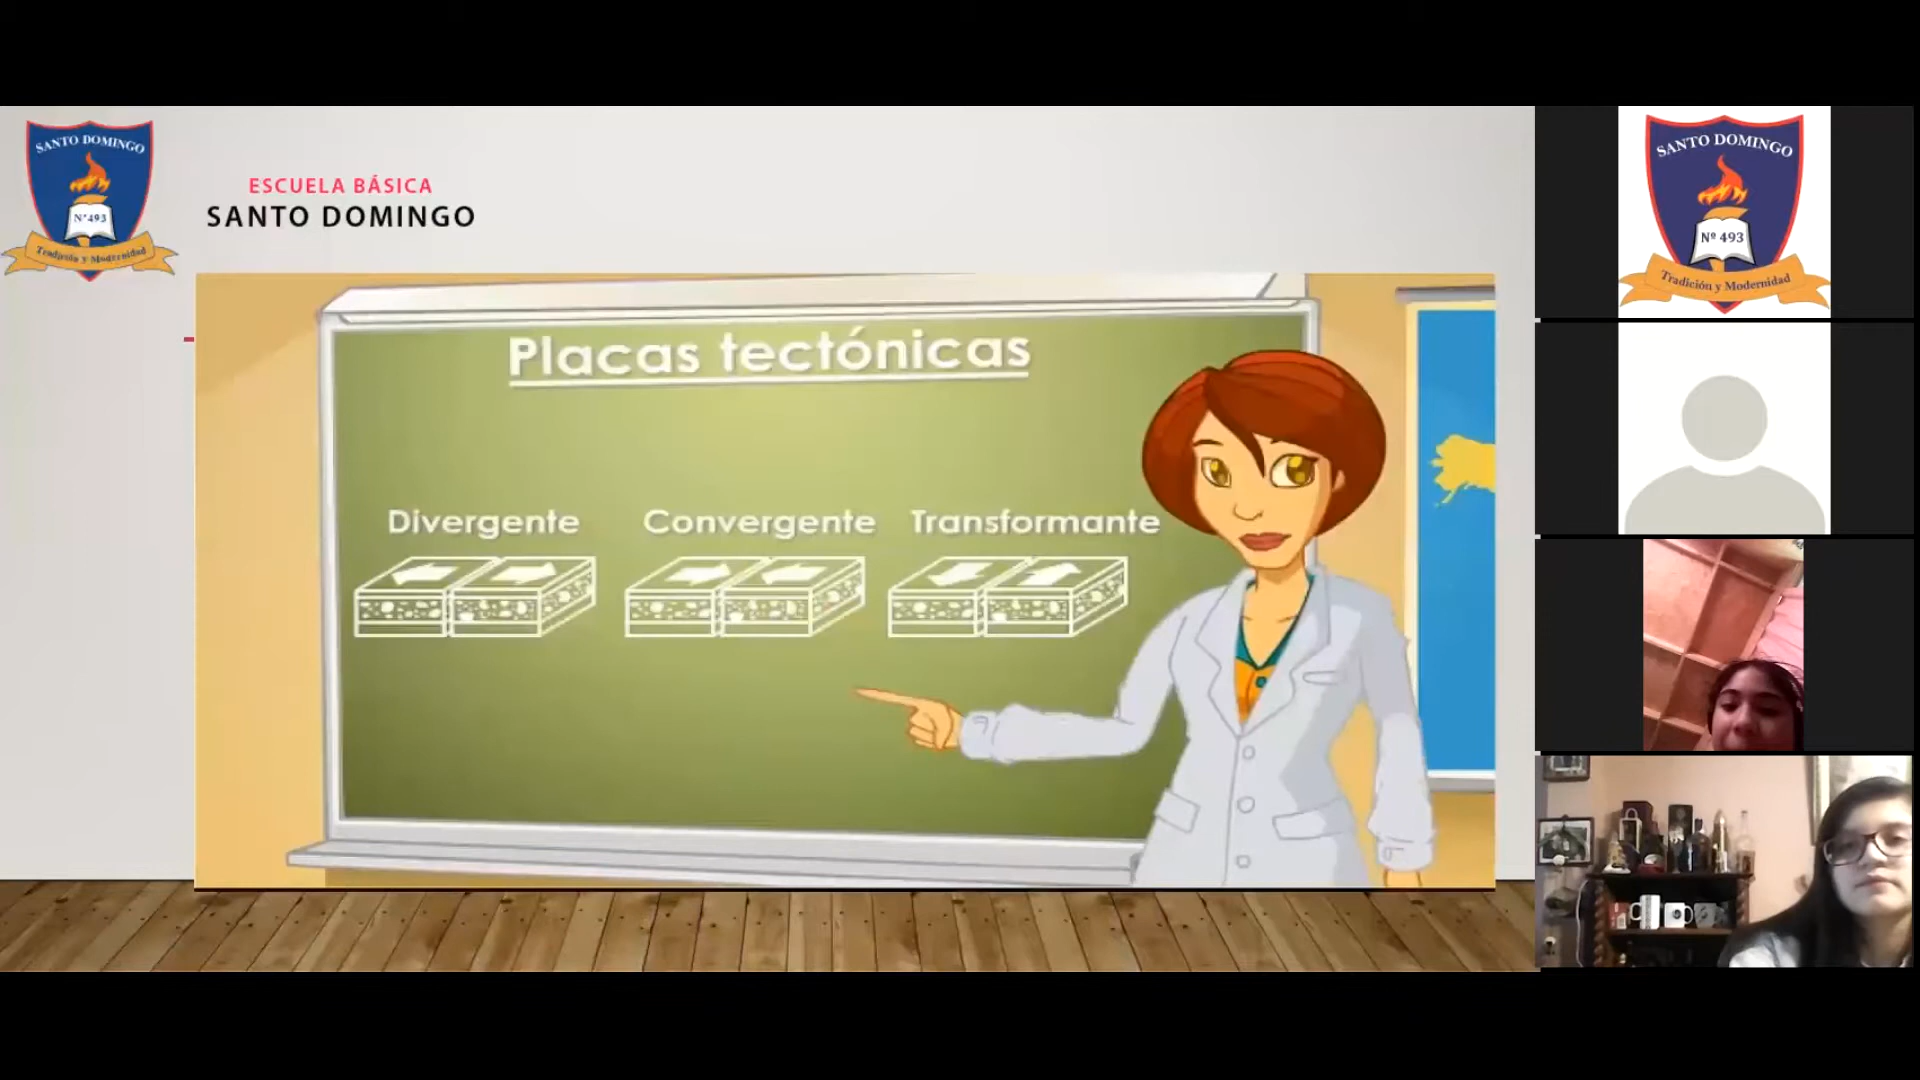 SANTO DOMINGO
N°493
Tradición y Modernidad
ESCUELA BÁSICA
SANTO DOMINGO
Placas tectónicas
Divergente
Convergente
Transformante
SANTO DOMINGO
Nº 493
Tradición y Modernidad